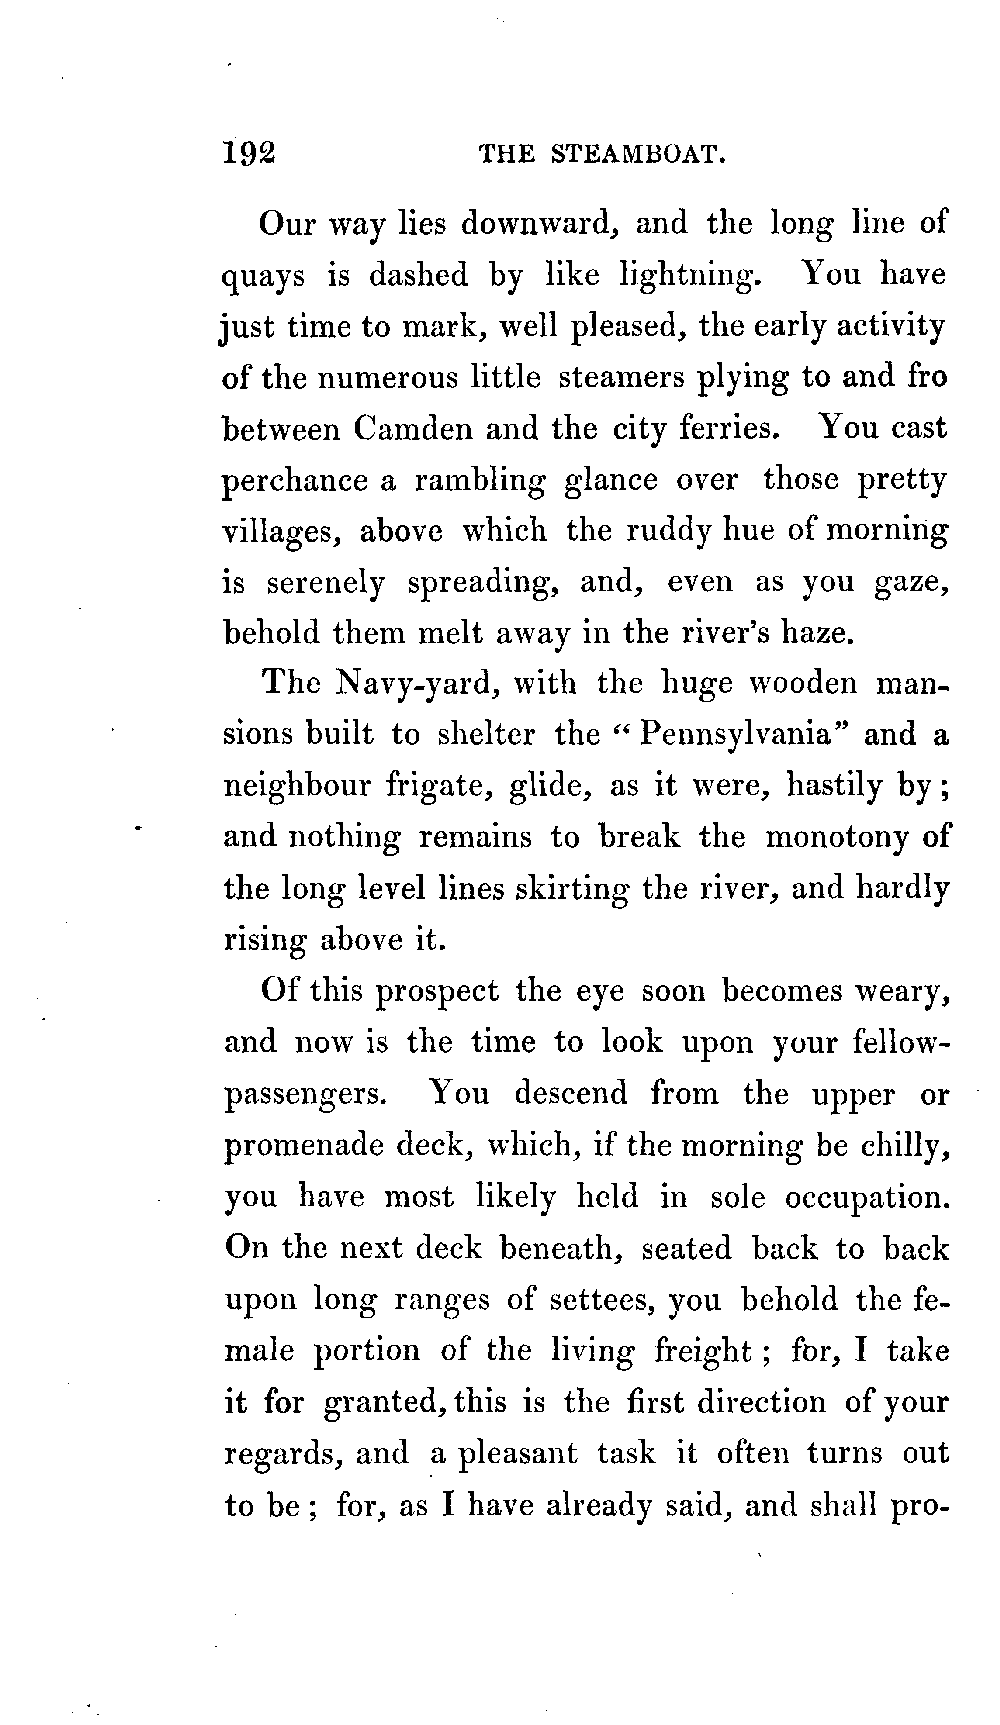 192 THE STEAMBOAT.
Our way lies downward, and the long line of
quays is dashed by like lightning. You have
just time to mark, well pleased, the early activity
of the numerous little steamers plying to and fro
between Camden and the city ferries. You cast
perchance a rambling glance over those pretty
villages, above which the ruddy hue of morning
is serenely spreading, and, even as you gaze,
behold them melt away in the river's haze.
The Navy-yard, with the huge wooden man-
sions built to shelter the “ Pennsylvania” and a
neighbour frigate, glide, as it were, hastily by ;
and nothing remains to break the monotony of
the long level lines skirting the river, and hardly
rising above it.
Of this prospect the eye soon becomes weary,
and now is the time to look upon your fellow-
passengers. You descend from the upper or
promenade deck, which, if the morning be chilly,
you have most likely held in sole occupation.
On the next deck beneath, seated back to back
upon long ranges of settees, you behold the fe-
male portion of the living freight ; for, I take
it for granted, this is the first direction of your
regards, and a pleasant task it often turns out
to be ; for, as I have already said, and shall pro-